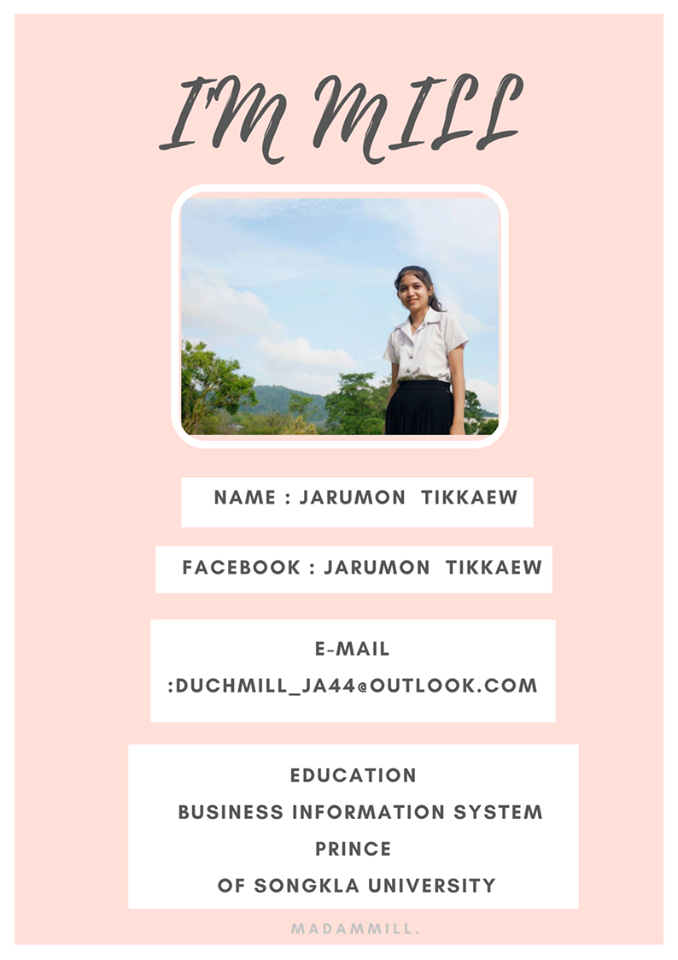 I'M MILL
NAME : JARUMON TIKKAEW
FACEBOOK : JARUMON TIKKAEW
E-MAIL
:DUCHMILL_JA44@OUTLOOK.COM
EDUCATION
BUSINESS INFORMATION SYSTEM
PRINCE
OF SONGKLA UNIVERSITY
MADAMMILL.